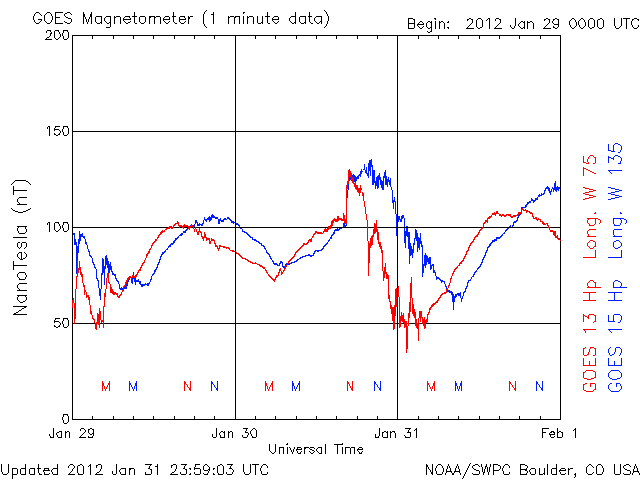 GOES Magnetometer (1 minute data)
Begin: 2012 Jan 29 0000 UTC
200
150
100
50
0
NanoTesla (nT)
M M N N M M N N M M N N
Jan 29 Jan 30 Jan 31 Feb 1
Universal Time
GOES 13 Hp Long. W 75
GOES 15 Hp Long. W 135
Updated 2012 Jan 31 23:59:03 UTC
NOAA/SWPC Boulder, CO USA